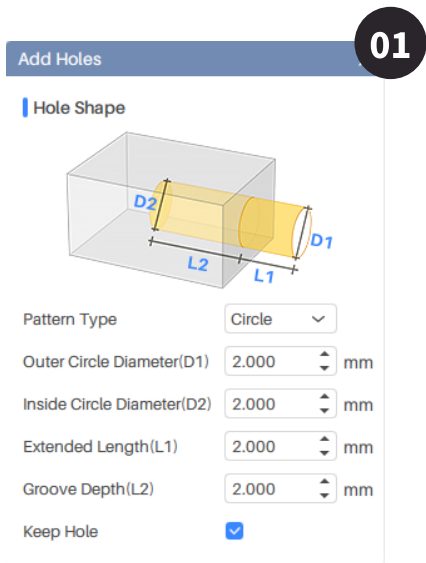 01
Add Holes
Hole Shape
D2
D1
L2
L1
Pattern Type Circle
Outer Circle Diameter(D1) 2.000 mm
Inside Circle Diameter(D2) 2.000 mm
Extended Length(L1) 2.000 mm
Groove Depth(L2) 2.000 mm
Keep Hole